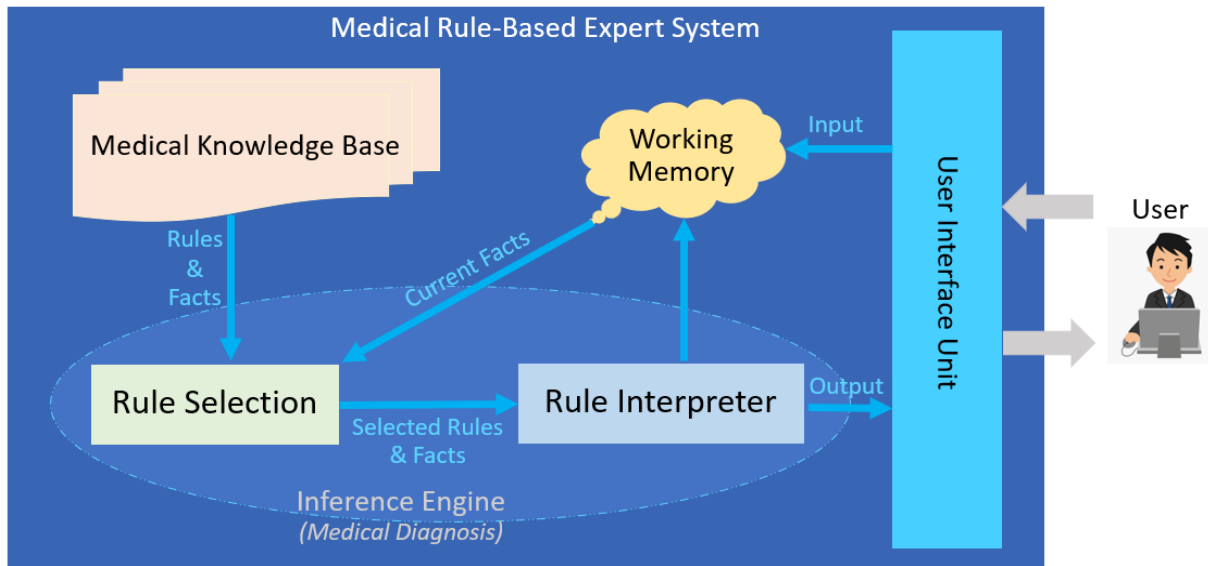 Medical Rule-Based Expert System
Medical Knowledge Base
Working
Memory
Input
User Interface Unit
User
Rules
&
Facts
Current Facts
Rule Selection
Selected Rules
& Facts
Rule Interpreter
Output
Inference Engine
(Medical Diagnosis)